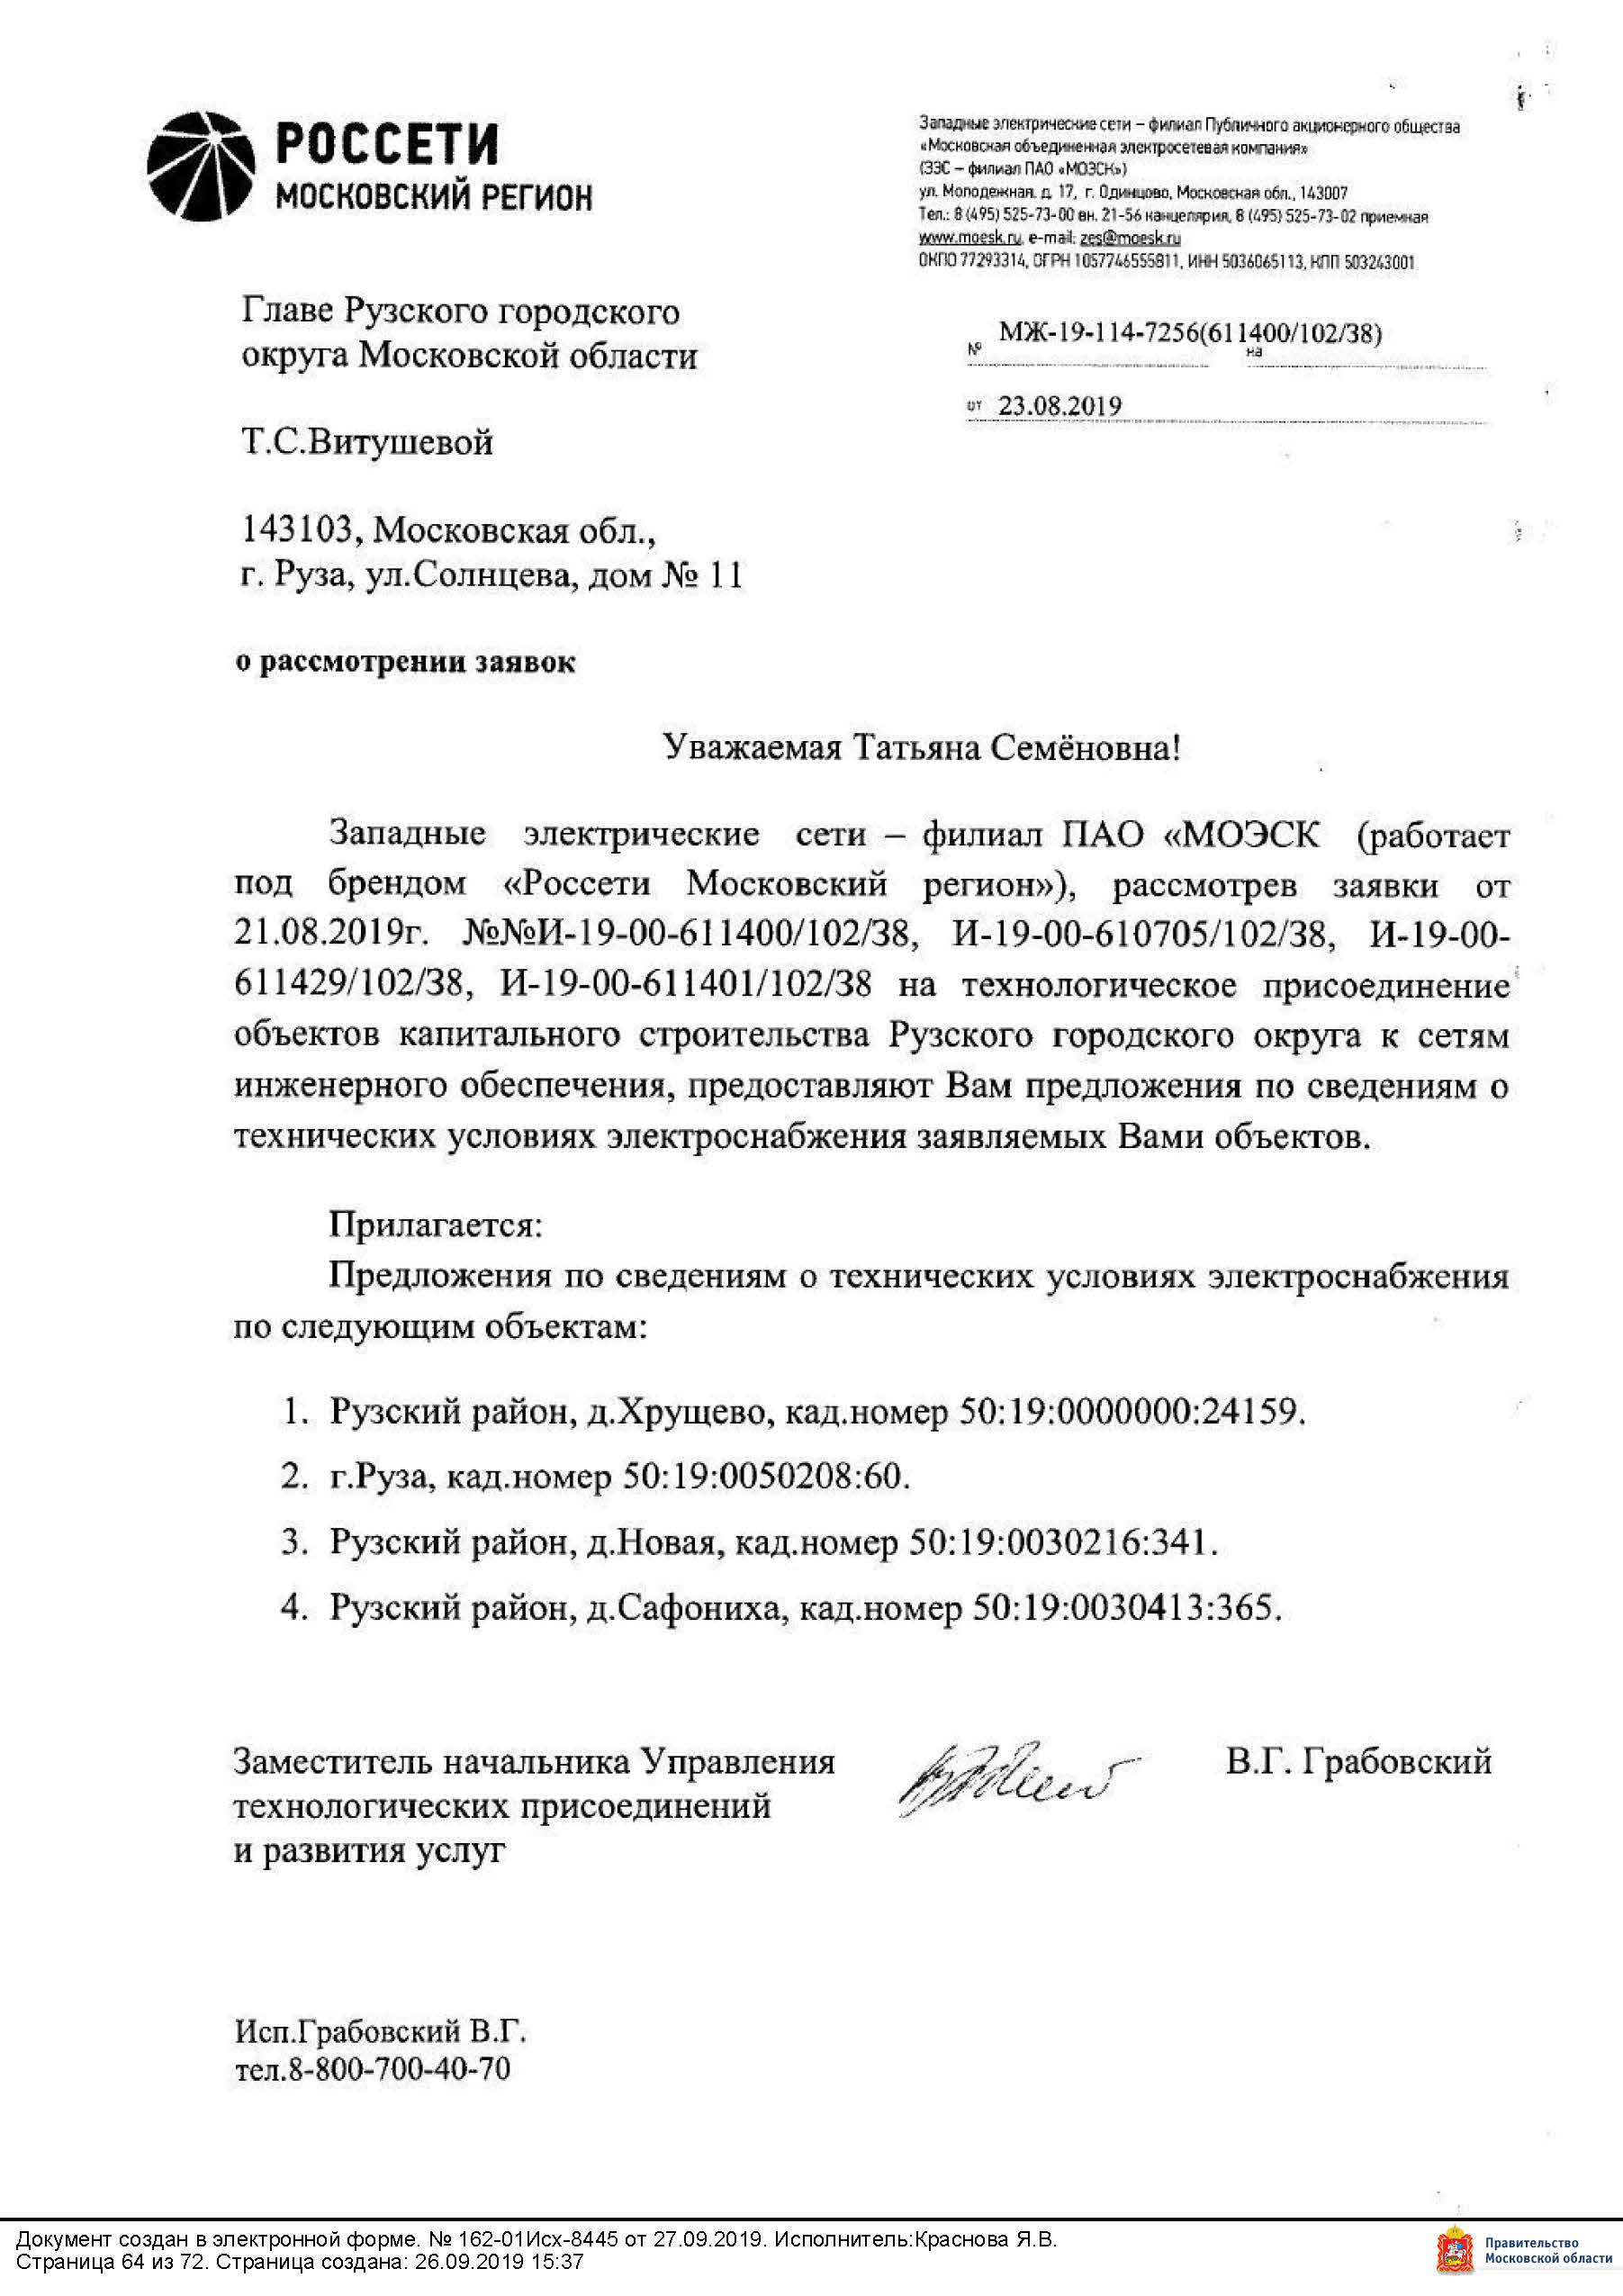 РОССЕТИ
МОСКОВСКИЙ РЕГИОН
Западные электрические сети – филиал Публичного акционерного общества
«Московская объединенная электросетевая компания»
(ЗЭС – филиал ПАО «МОЭСК»)
ул. Молодежная, д. 17, г. Одинцово, Московская обл., 143007
Тел.: 8 (495) 525-73-00 вн. 21-56 канцелярия, 8 (495) 525-73-02 приемная
www.moesk.ru, e-mail: zes@moesk.ru
ОКПО 77293314, ОГРН 1057746555811, ИНН 5036065113, КПП 503243001
Главе Рузского городского
округа Московской области
№ МЖ-19-114-7256(611400/102/38)
на
от 23.08.2019
Т.С.Витушевой
143103, Московская обл.,
г. Руза, ул.Солнцева, дом № 11
о рассмотрении заявок
Уважаемая Татьяна Семёновна!
Западные электрические сети – филиал ПАО «МОЭСК (работает
под брендом «Россети Московский регион»), рассмотрев заявки от
21.08.2019г. №№И-19-00-611400/102/38, И-19-00-610705/102/38, И-19-00-
611429/102/38, И-19-00-611401/102/38 на технологическое присоединение
объектов капитального строительства Рузского городского округа к сетям
инженерного обеспечения, предоставляют Вам предложения по сведениям о
технических условиях электроснабжения заявляемых Вами объектов.
Прилагается:
Предложения по сведениям о технических условиях электроснабжения
по следующим объектам:
1. Рузский район, д.Хрущево, кад.номер 50:19:0000000:24159.
2. г.Руза, кад.номер 50:19:0050208:60.
3. Рузский район, д.Новая, кад.номер 50:19:0030216:341.
4. Рузский район, д.Сафониха, кад.номер 50:19:0030413:365.
Заместитель начальника Управления
технологических присоединений
и развития услуг
В.Г. Грабовский
Исп.Грабовский В.Г.
тел.8-800-700-40-70
Документ создан в электронной форме. № 162-01Исх-8445 от 27.09.2019. Исполнитель:Краснова Я.В.
Страница 64 из 72. Страница создана: 26.09.2019 15:37
Правительство
Московской области